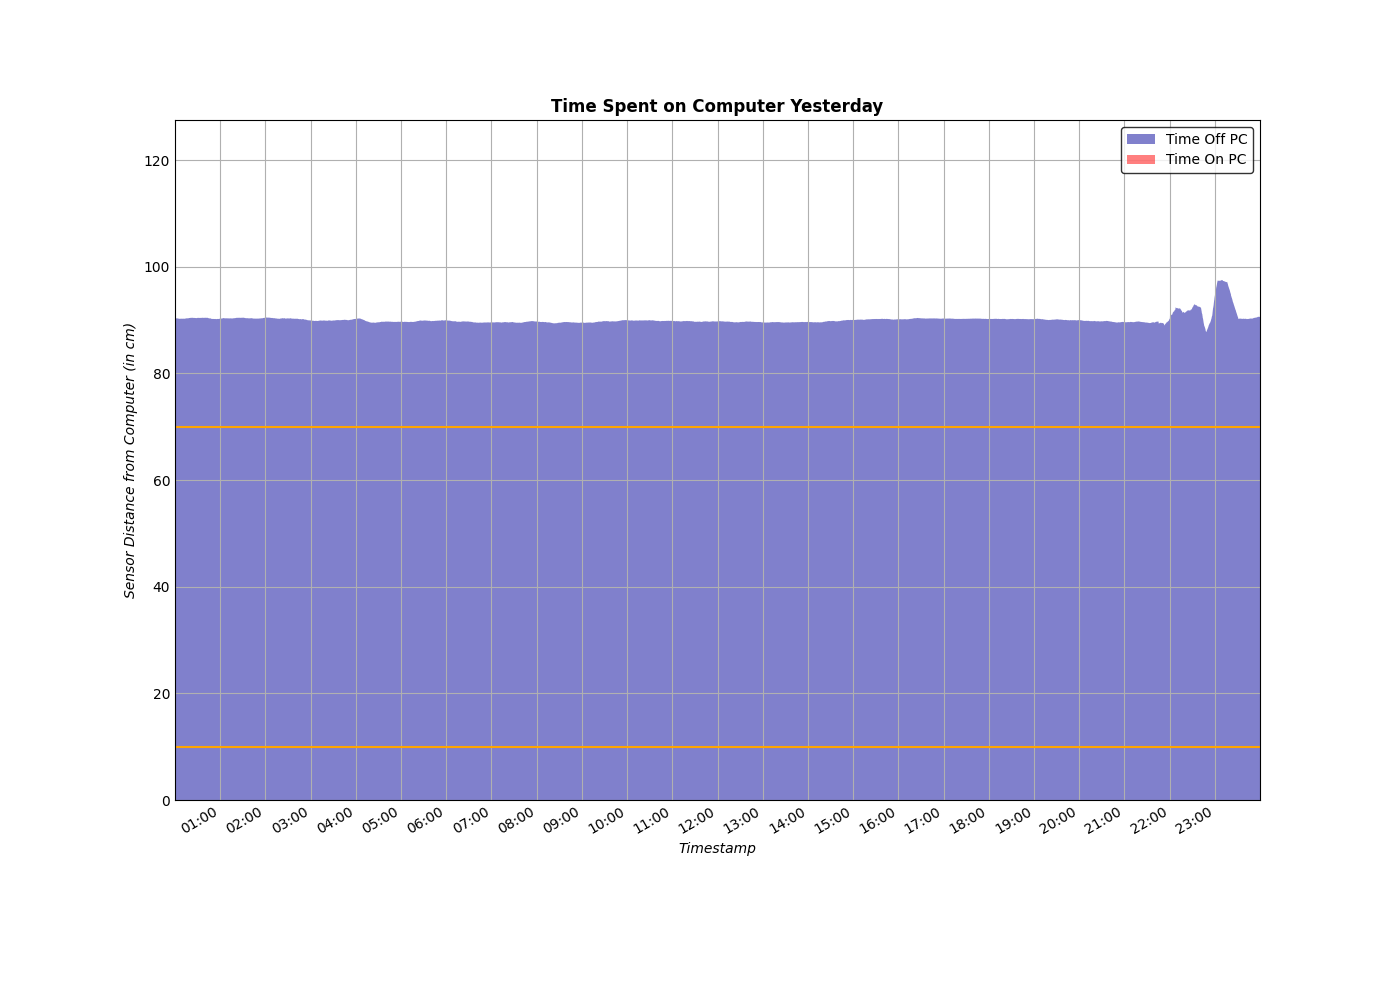 Time Spent on Computer Yesterday
Time Off PC
Time On PC
120
100
80
60
40
20
0
Sensor Distance from Computer (in cm)
01:00 02:00 03:00 04:00 05:00 06:00 07:00 08:00 09:00 10:00 11:00 12:00 13:00 14:00 15:00 16:00 17:00 18:00 19:00 20:00 21:00 22:00 23:00
Timestamp